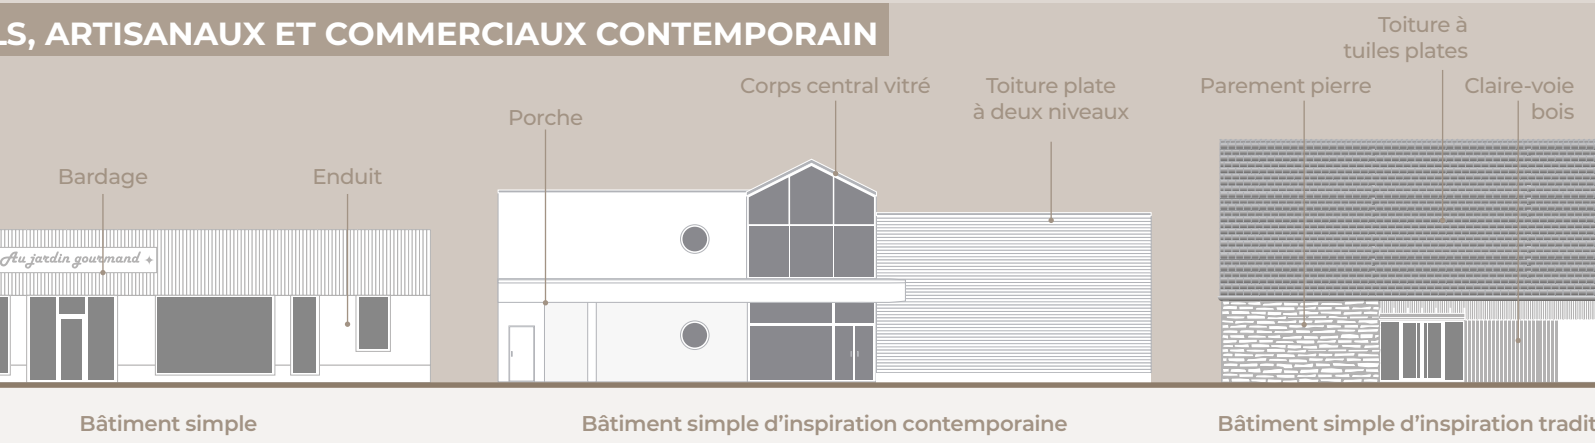 LS, ARTISANAUX ET COMMERCIAUX CONTEMPORAIN
Toiture à
tuiles plates
Corps central vitré
Toiture plate
à deux niveaux
Parement pierre
Claire-voie
bois
Porche
Bardage
Enduit
Au jardin gourmand
Bâtiment simple
Bâtiment simple d’inspiration contemporaine
Bâtiment simple d’inspiration tradit